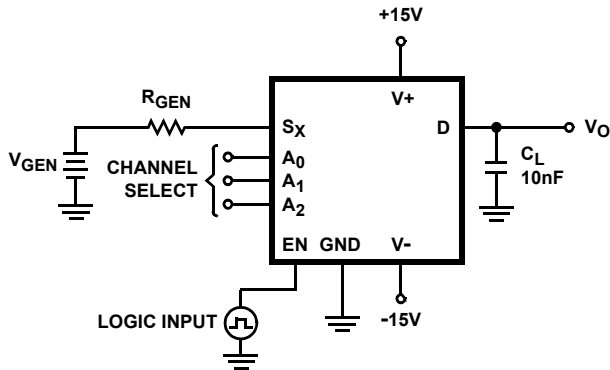 +15V
V+
RGEN
SX
D
VO
VGEN
CHANNEL
SELECT
A0
A1
A2
CL
10nF
EN
GND
V-
LOGIC INPUT
-15V